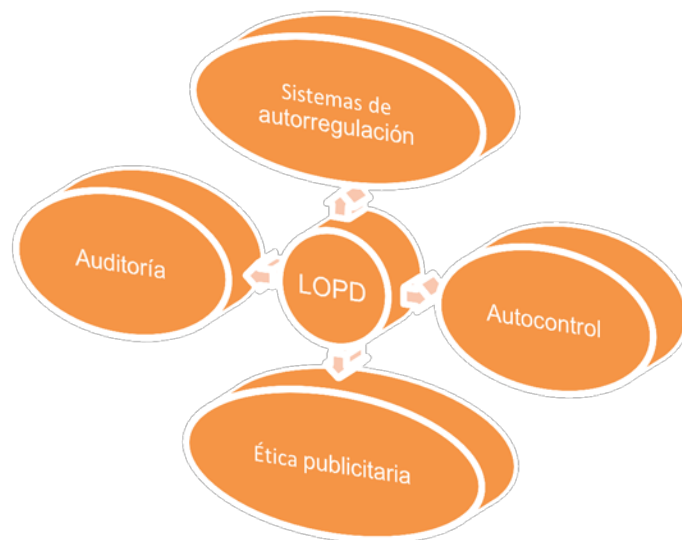 Sistemas de
autorregulación
Auditoría
LOPD
Autocontrol
Ética publicitaria